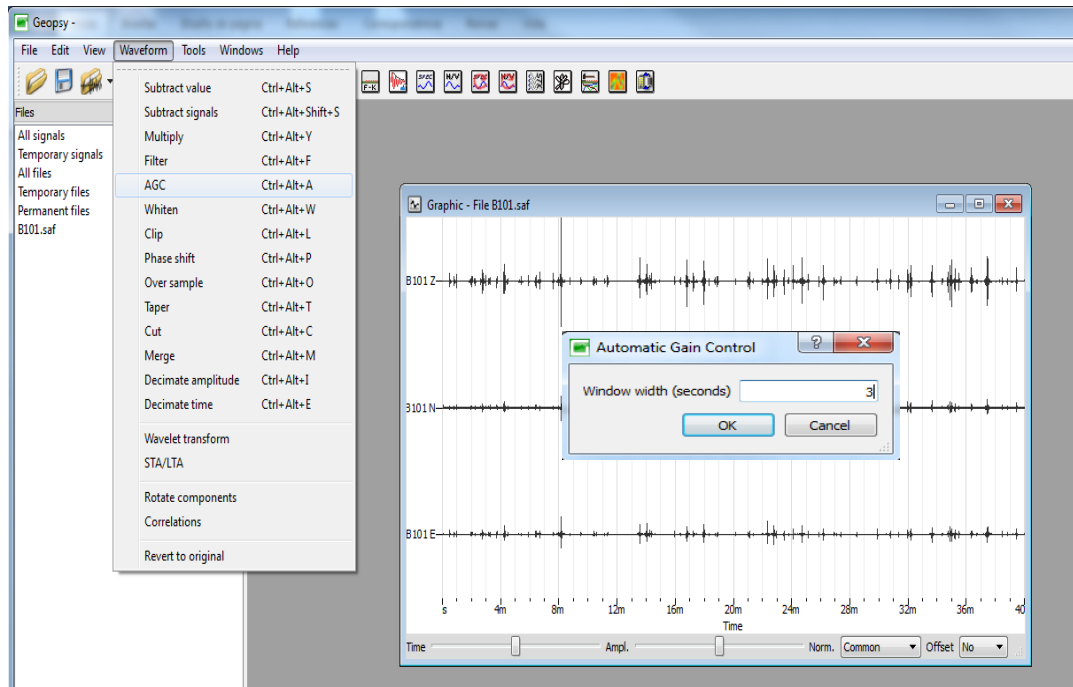 Geopsy -
File Edit View Waveform Tools Windows Help
F-K SPEC H/V SPEC H/V
Files
All signals
Temporary signals
All files
Temporary files
Permanent files
B101.saf
Subtract value Ctrl+Alt+S
Subtract signals Ctrl+Alt+Shift+S
Multiply Ctrl+Alt+Y
Filter Ctrl+Alt+F
AGC Ctrl+Alt+A
Whiten Ctrl+Alt+W
Clip Ctrl+Alt+L
Phase shift Ctrl+Alt+P
Over sample Ctrl+Alt+O
Taper Ctrl+Alt+T
Cut Ctrl+Alt+C
Merge Ctrl+Alt+M
Decimate amplitude Ctrl+Alt+I
Decimate time Ctrl+Alt+E
Wavelet transform
STA/LTA
Rotate components
Correlations
Revert to original
Graphic - File B101.saf
B101 Z
B101 N
B101 E
s 4m 8m 12m 16m 20m 24m 28m 32m 36m 40
Time
Time Ampl. Norm. Common Offset No
Automatic Gain Control
Window width (seconds) 3
OK Cancel